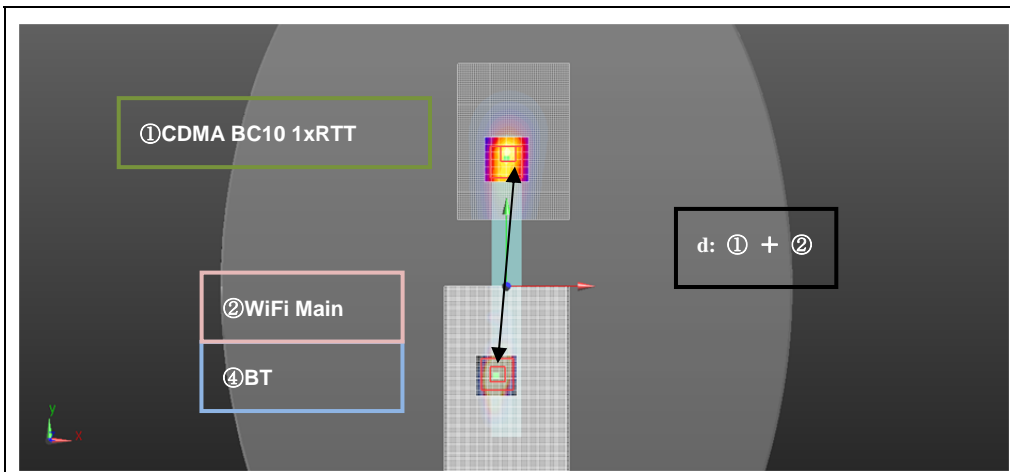 ①CDMA BC10 1xRTT
d: ① + ②
②WiFi Main
④BT
y
x